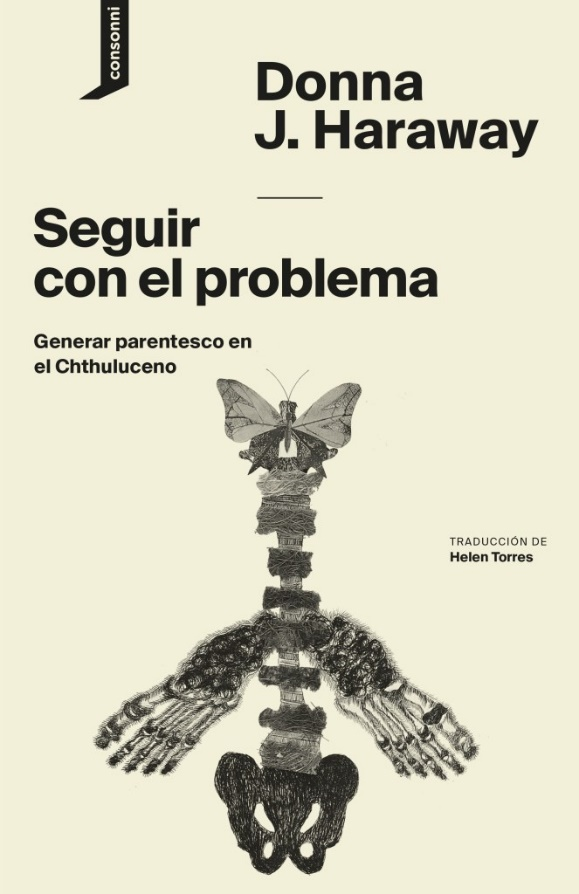 consonni
Donna
J. Haraway
Seguir
con el problema
Generar parentesco en
el Chthuluceno
TRADUCCIÓN DE
Helen Torres